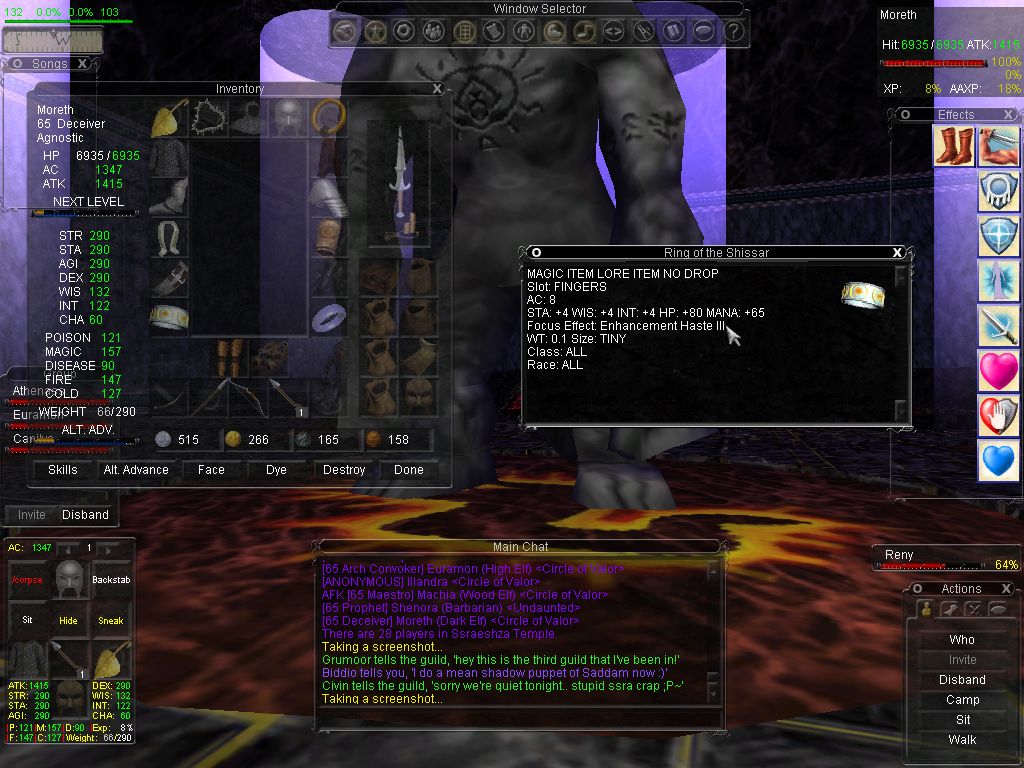 Window Selector
132 0.0% 0.0% 103
S W
Songs X
Inventory X
Moreth
65 Deceiver
Agnostic
HP 6935/6935
AC 1347
ATK 1415
NEXT LEVEL
STR 290
STA 290
AGI 290
DEX 290
WIS 132
INT 122
CHA 60
POISON 121
MAGIC 157
DISEASE 90
FIRE 147
COLD 127
WEIGHT 66/290
ALT. ADV.
1
515 266 165 158
Skills Alt. Advance Face Dye Destroy Done
Invite Disband
Moreth
Hit:6935/6935 ATK:1415
100%
0%
XP: 8% AAXP: 18%
Effects X
Ring of the Shissar X
MAGIC ITEM LORE ITEM NO DROP
Slot: FINGERS
AC: 8
STA: +4 WIS: +4 INT: +4 HP: +80 MANA: +65
Focus Effect: Enhancement Haste III
WT: 0.1 Size: TINY
Class: ALL
Race: ALL
AC: 1347 1
/corpse Backstab
Sit Hide Sneak
1
ATK:1415 DEX: 290
STR: 290 WIS: 132
STA: 290 INT: 122
AGI: 290 CHA: 60
P:121 M:157 D:90 Exp: 8%
F:147 C:127 Weight: 66/290
Main Chat
[65 Arch Convoker] Euramon (High Elf) <Circle of Valor>
[ANONYMOUS] Illandra <Circle of Valor>
AFK [65 Maestro] Machia (Wood Elf) <Circle of Valor>
[65 Prophet] Shenora (Barbarian) <Undaunted>
[65 Deceiver] Moreth (Dark Elf) <Circle of Valor>
There are 28 players in Ssraeshza Temple.
Taking a screenshot...
Grumoor tells the guild, 'hey this is the third guild that I've been in!'
Biddio tells you, 'I do a mean shadow puppet of Saddam now :)'
Civin tells the guild, 'sorry we're quiet tonight.. stupid ssra crap ;P~'
Taking a screenshot...
Reny
64%
Actions X
Who
Invite
Disband
Camp
Sit
Walk